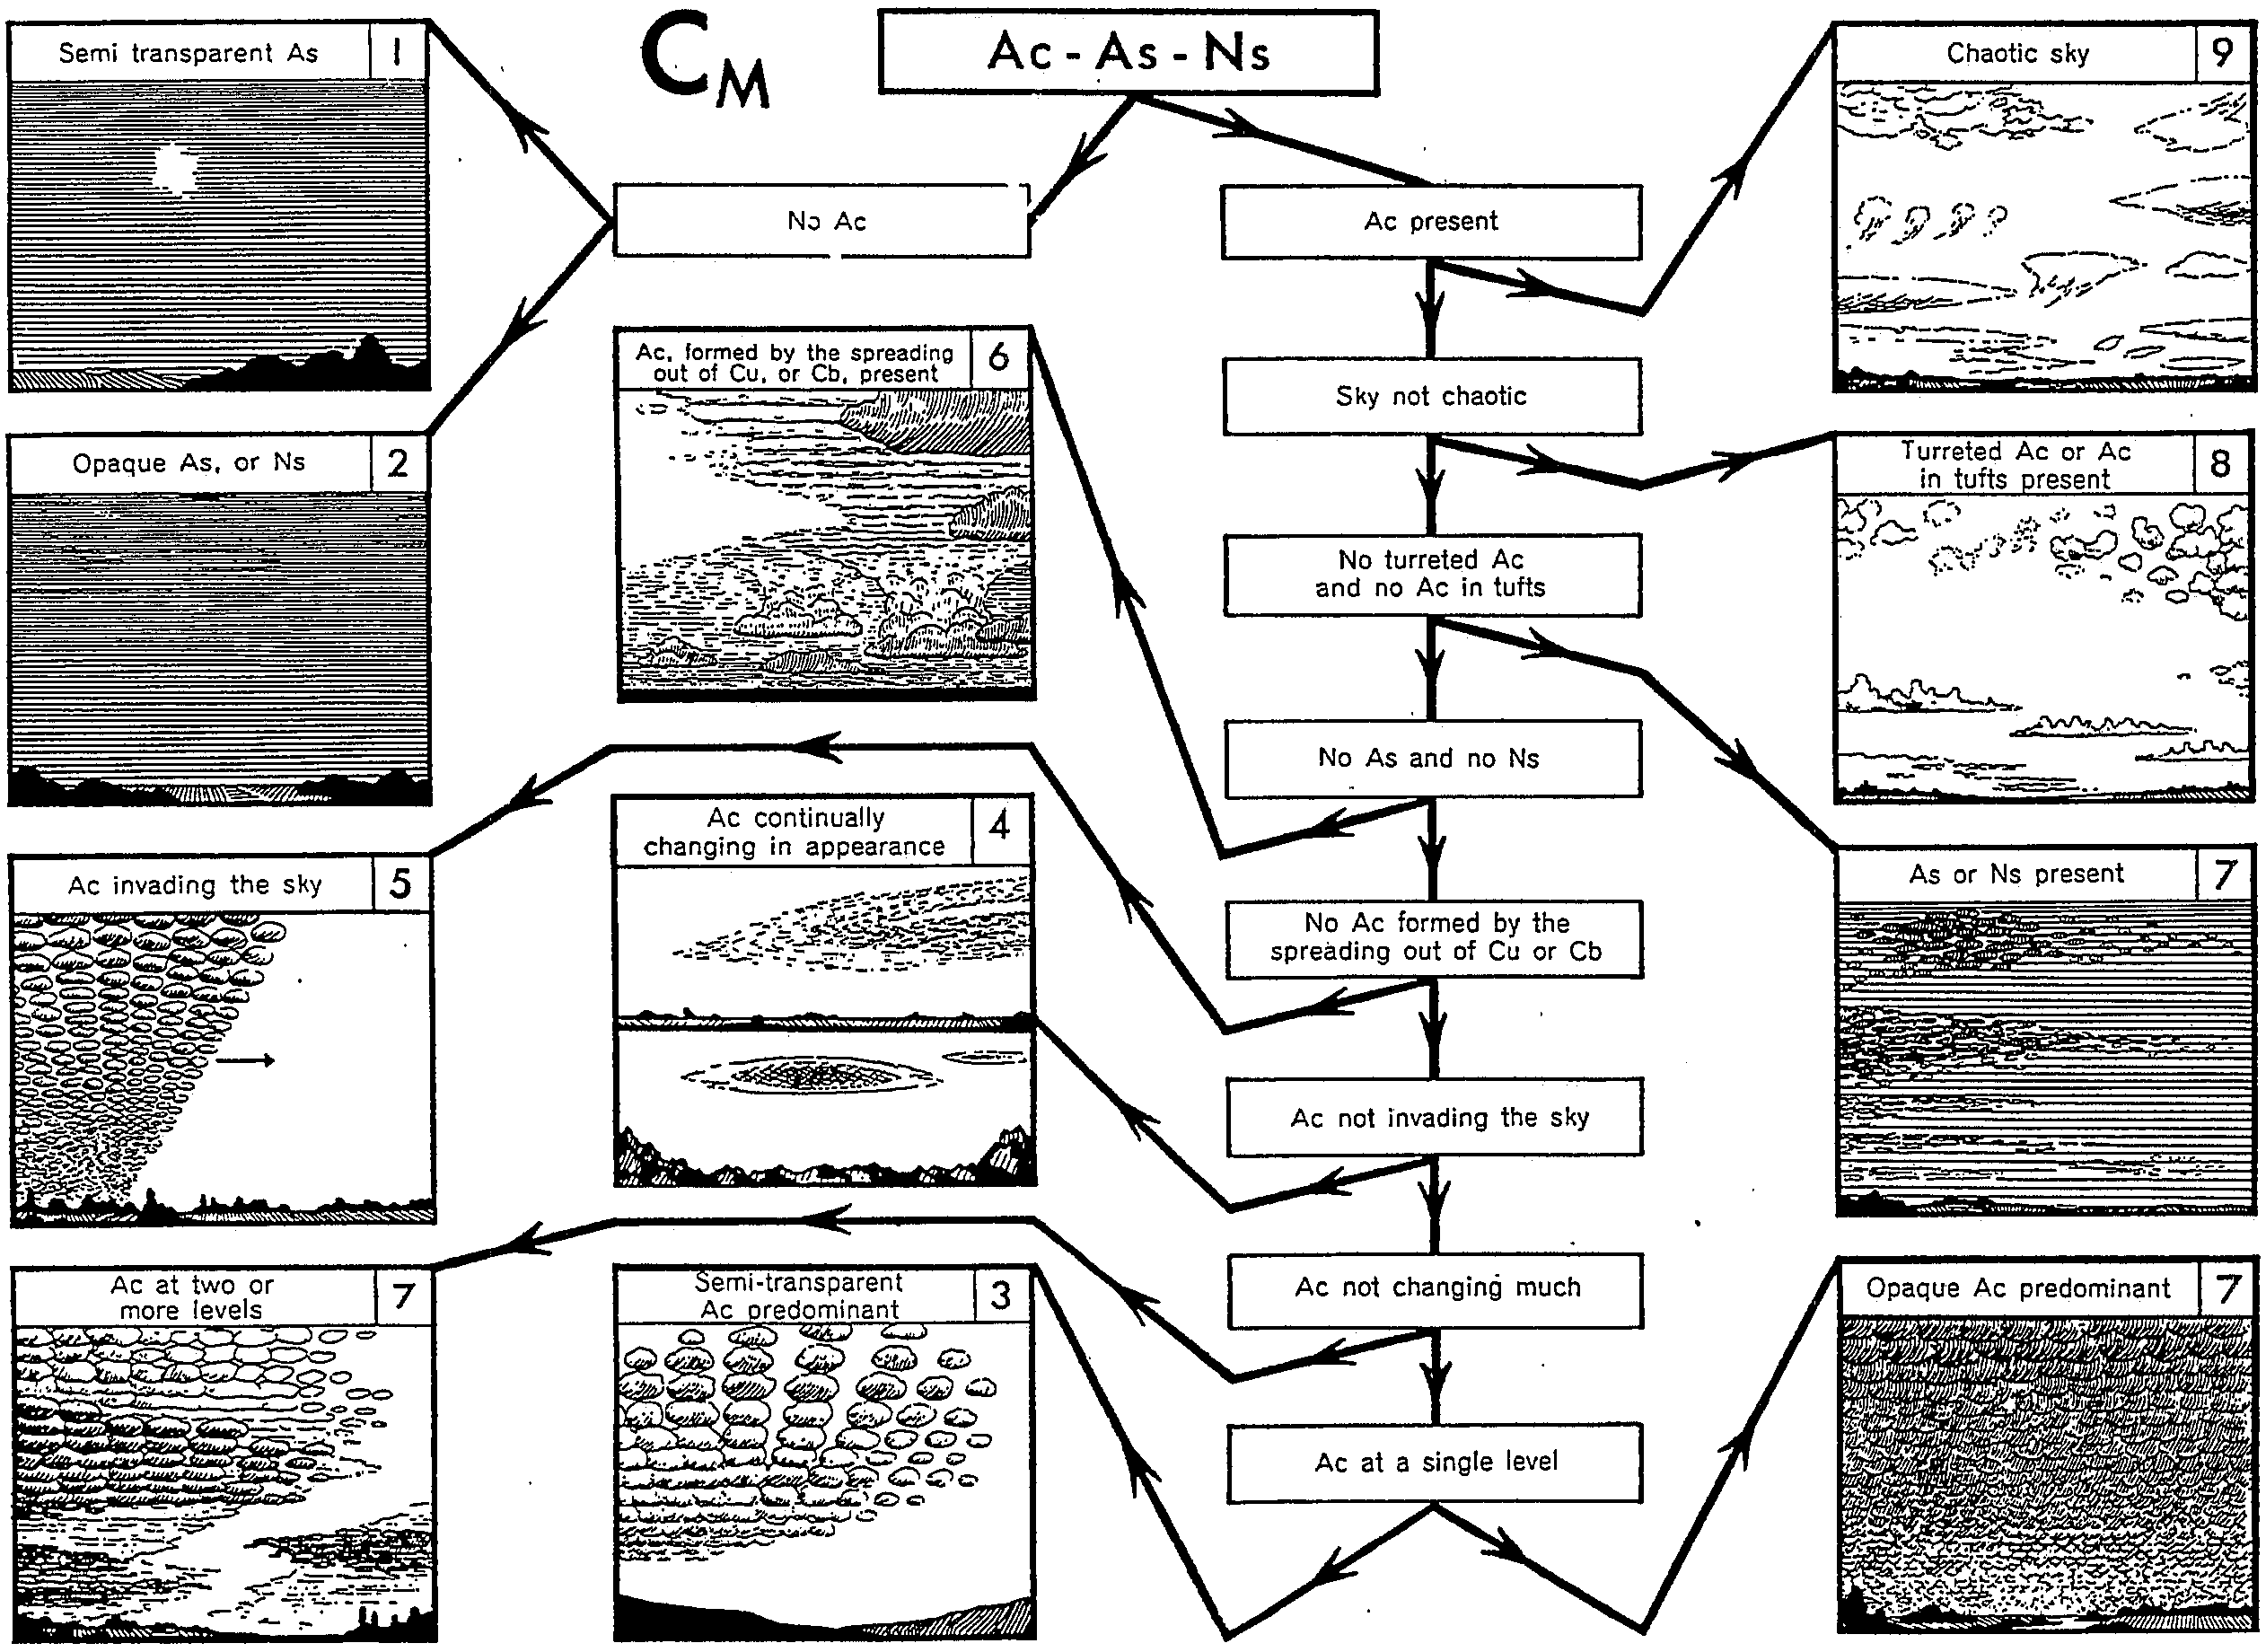 CM
Ac - As - Ns
Semi transparent As
1
Chaotic sky
9
No Ac
Ac present
Ac, formed by the spreading
out of Cu, or Cb, present
6
Sky not chaotic
Opaque As, or Ns
2
Turreted Ac or Ac
in tufts present
8
No turreted Ac
and no Ac in tufts
No As and no Ns
Ac continually
changing in appearance
4
Ac invading the sky
5
As or Ns present
7
No Ac formed by the
spreading out of Cu or Cb
Ac not invading the sky
Ac at two or
more levels
7
Semi-transparent
Ac predominant
3
Ac not changing much
Opaque Ac predominant
7
Ac at a single level